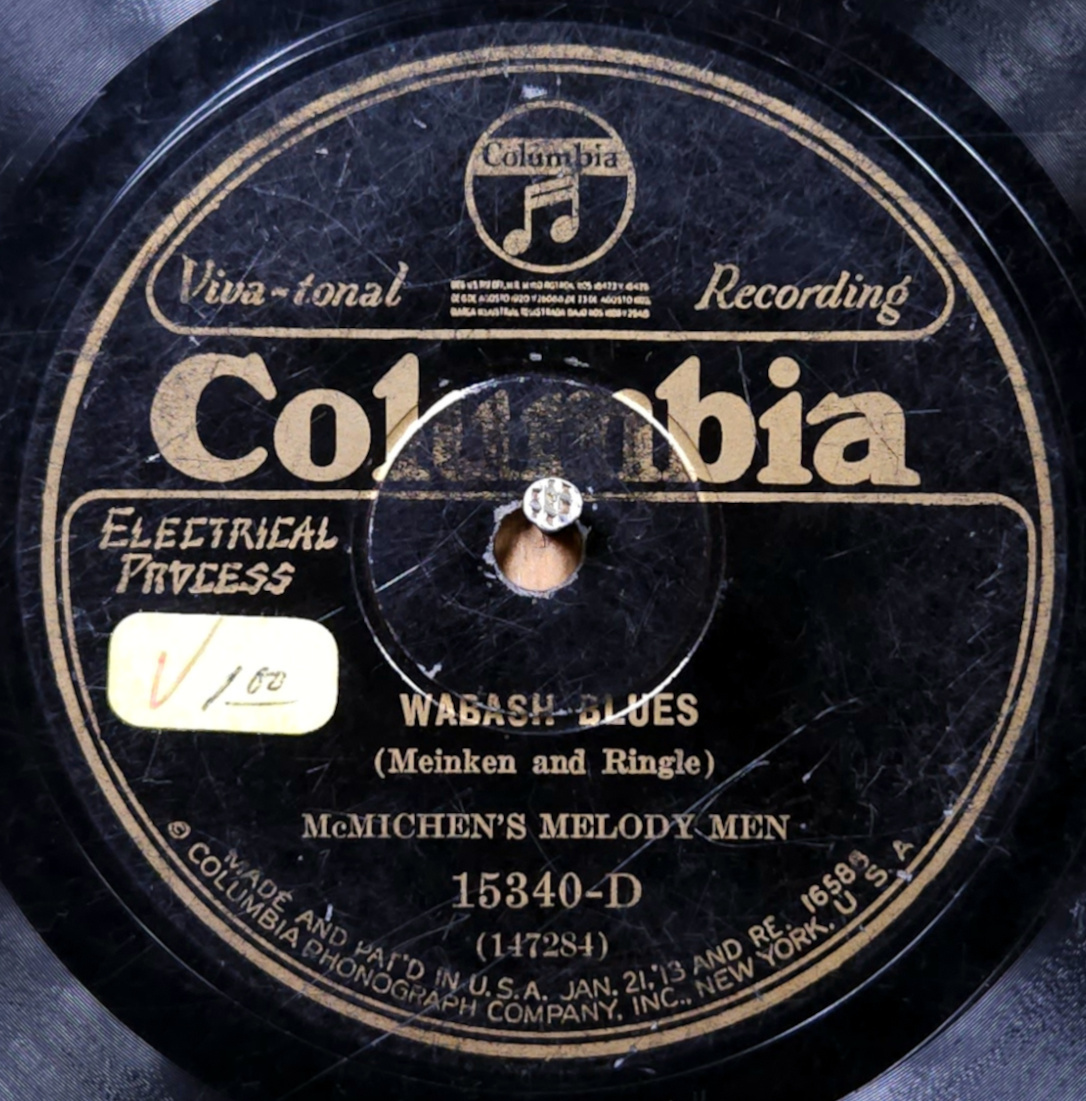 Columbia
Viva-tonal Recording
Columbia
ELECTRICAL
PROCESS
V 1 00
WABASH BLUES
(Meinken and Ringle)
McMICHEN'S MELODY MEN
15340-D
(147284)
MADE AND PAT'D IN U.S.A. JAN. 21,'13 AND RE. 16588
© COLUMBIA PHONOGRAPH COMPANY, INC., NEW YORK, U S A